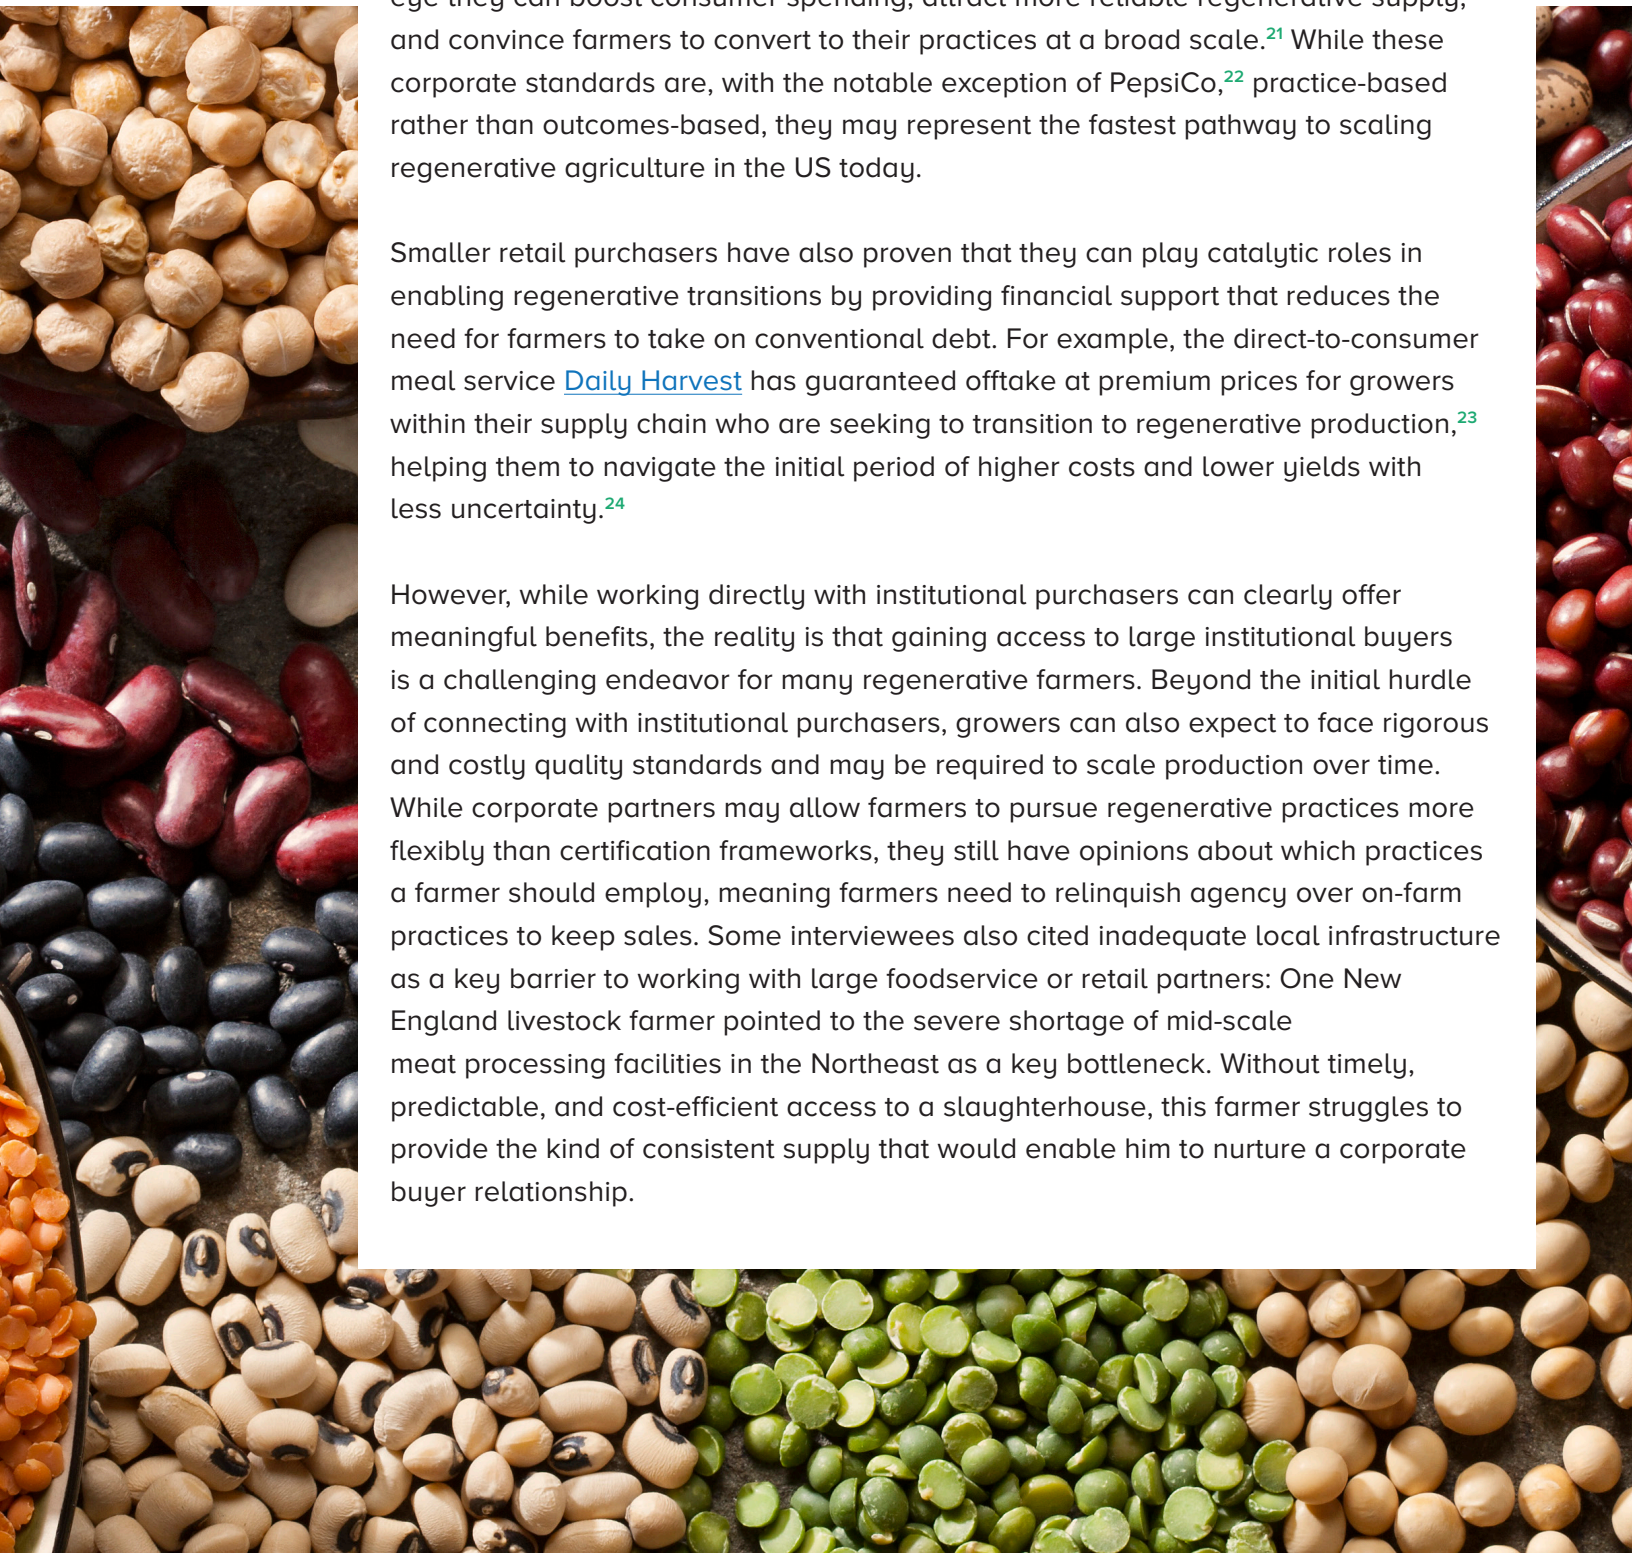 eye they can boost consumer spending, attract more reliable regenerative supply,
and convince farmers to convert to their practices at a broad scale.21 While these
corporate standards are, with the notable exception of PepsiCo,22 practice-based
rather than outcomes-based, they may represent the fastest pathway to scaling
regenerative agriculture in the US today.
Smaller retail purchasers have also proven that they can play catalytic roles in
enabling regenerative transitions by providing financial support that reduces the
need for farmers to take on conventional debt. For example, the direct-to-consumer
meal service Daily Harvest has guaranteed offtake at premium prices for growers
within their supply chain who are seeking to transition to regenerative production,23
helping them to navigate the initial period of higher costs and lower yields with
less uncertainty.24
However, while working directly with institutional purchasers can clearly offer
meaningful benefits, the reality is that gaining access to large institutional buyers
is a challenging endeavor for many regenerative farmers. Beyond the initial hurdle
of connecting with institutional purchasers, growers can also expect to face rigorous
and costly quality standards and may be required to scale production over time.
While corporate partners may allow farmers to pursue regenerative practices more
flexibly than certification frameworks, they still have opinions about which practices
a farmer should employ, meaning farmers need to relinquish agency over on-farm
practices to keep sales. Some interviewees also cited inadequate local infrastructure
as a key barrier to working with large foodservice or retail partners: One New
England livestock farmer pointed to the severe shortage of mid-scale
meat processing facilities in the Northeast as a key bottleneck. Without timely,
predictable, and cost-efficient access to a slaughterhouse, this farmer struggles to
provide the kind of consistent supply that would enable him to nurture a corporate
buyer relationship.